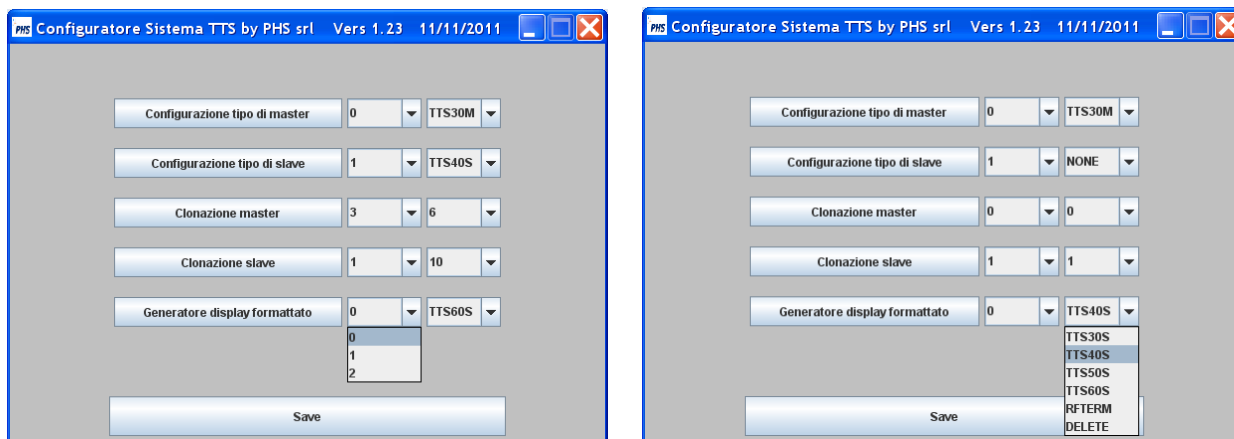 PHS Configuratore Sistema TTS by PHS srl Vers 1.23 11/11/2011
Configurazione tipo di master 0 TTS30M
Configurazione tipo di slave 1 TTS40S
Clonazione master 3 6
Clonazione slave 1 10
Generatore display formattato 0 TTS60S
0
1
2
Save
PHS Configuratore Sistema TTS by PHS srl Vers 1.23 11/11/2011
Configurazione tipo di master 0 TTS30M
Configurazione tipo di slave 1 NONE
Clonazione master 0 0
Clonazione slave 1 1
Generatore display formattato 0 TTS40S
TTS30S
TTS40S
TTS50S
TTS60S
RFTERM
DELETE
Save